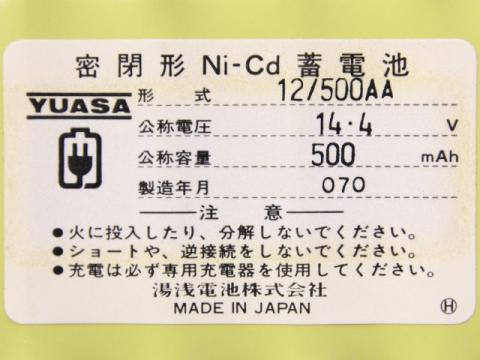 密閉形 Ni-Cd 蓄電池
YUASA
形 式 12/500AA
公称電圧 14・4 V
公称容量 500 mAh
製造年月 070
注 意
●火に投入したり、分解しないでください。
●ショートや、逆接続をしないでください。
●充電は必ず専用充電器を使用してください。
湯浅電池株式会社
MADE IN JAPAN Ⓗ